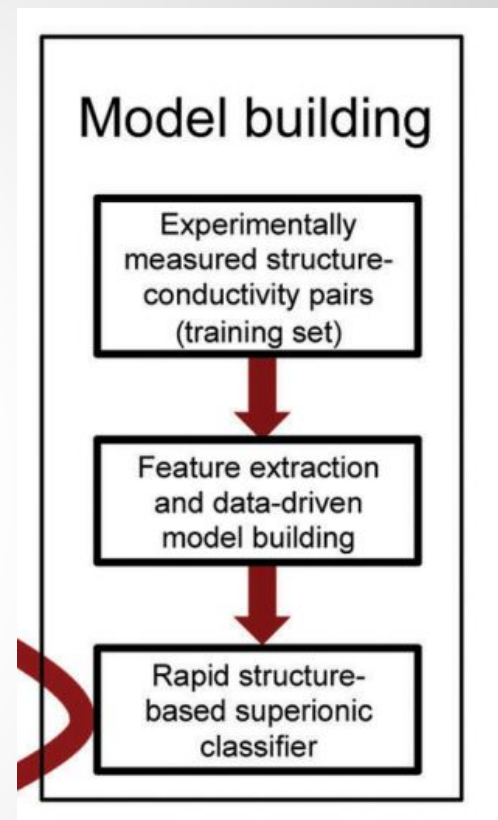 Model building
Experimentally
measured structure-
conductivity pairs
(training set)
Feature extraction
and data-driven
model building
Rapid structure-
based superionic
classifier